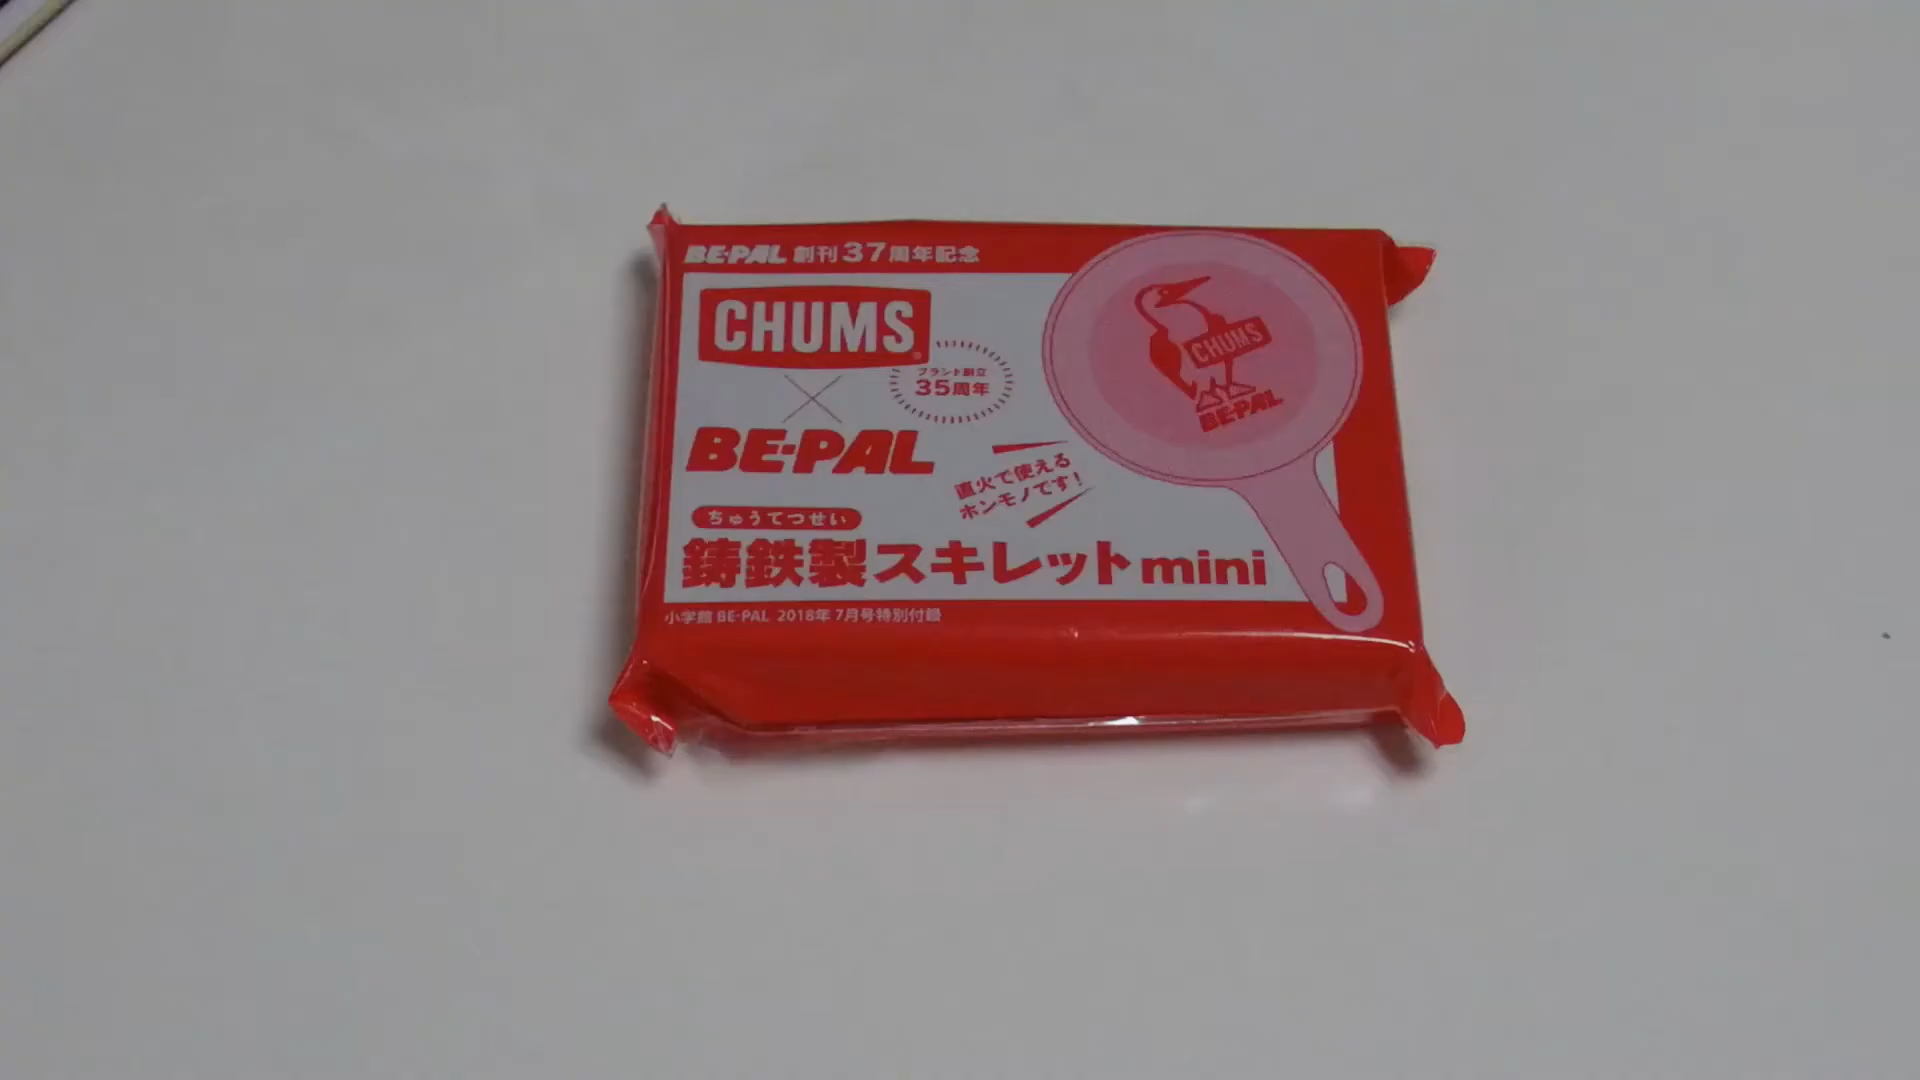 BE-PAL 創刊37周年記念
CHUMS
ブランド創立
35周年
BE-PAL
直火で使える
ホンモノです!
ちゅうてつせい
鋳鉄製スキレットmini
小学館 BE-PAL 2018年 7月号特別付録
CHUMS
BE-PAL